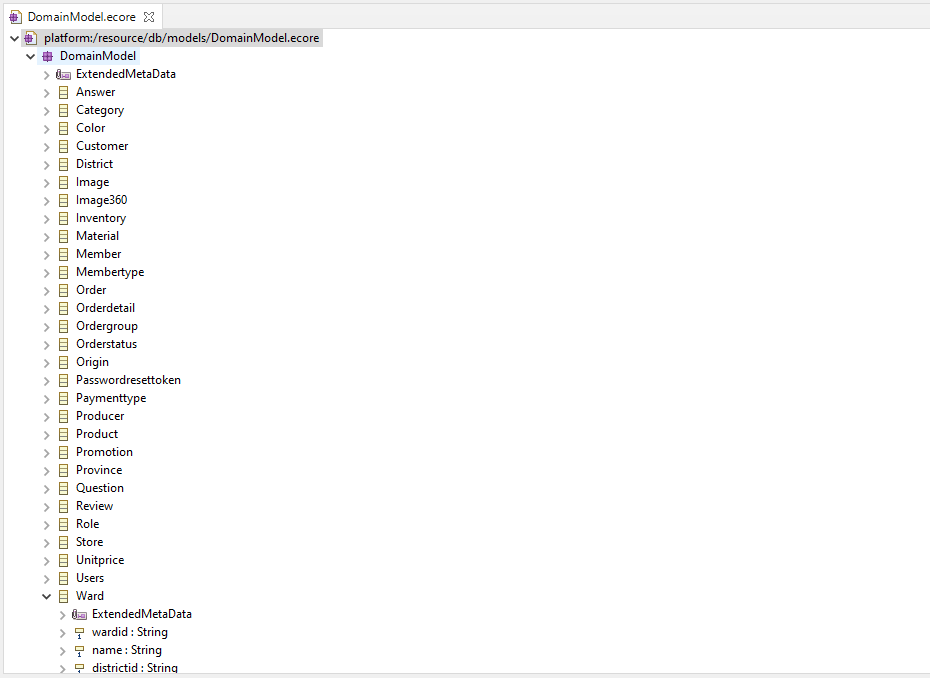 DomainModel.ecore
platform:/resource/db/models/DomainModel.ecore
DomainModel
ExtendedMetaData
Answer
Category
Color
Customer
District
Image
Image360
Inventory
Material
Member
Membertype
Order
Orderdetail
Ordergroup
Orderstatus
Origin
Passwordresettoken
Paymenttype
Producer
Product
Promotion
Province
Question
Review
Role
Store
Unitprice
Users
Ward
ExtendedMetaData
wardid : String
name : String
districtid : String